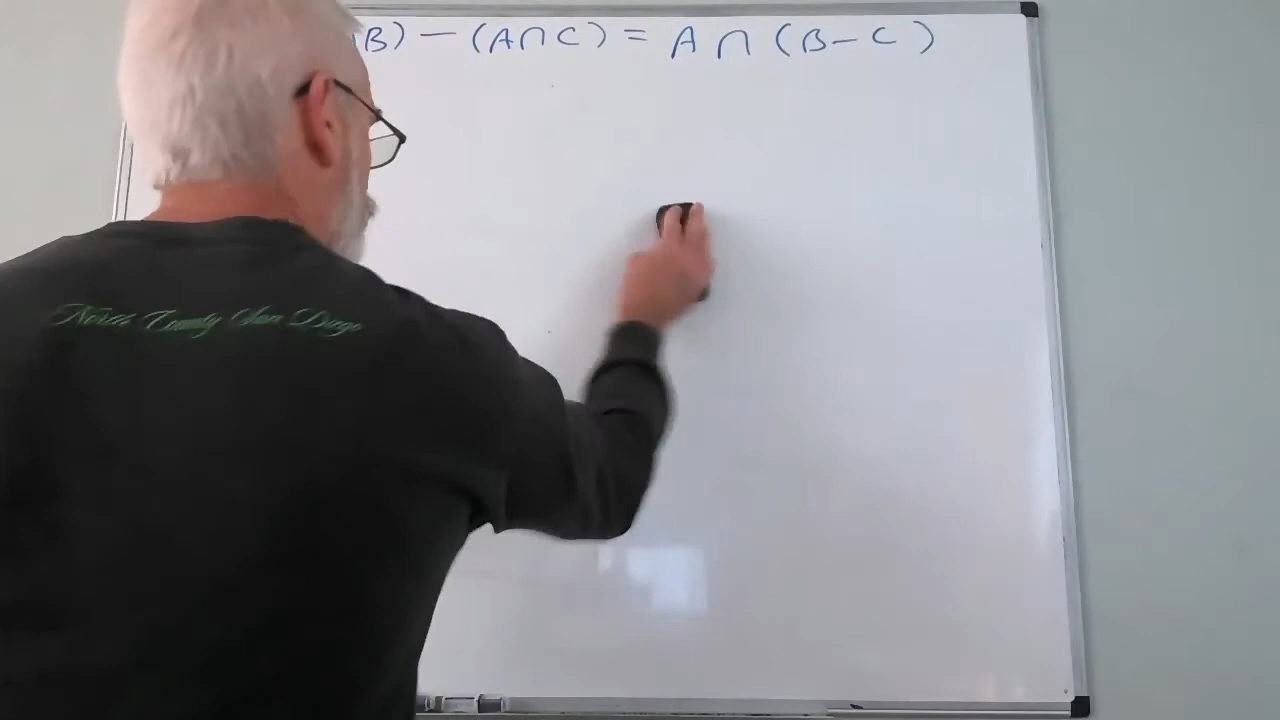 B) – (A∩C) = A ∩ (B – C)
North County San Diego